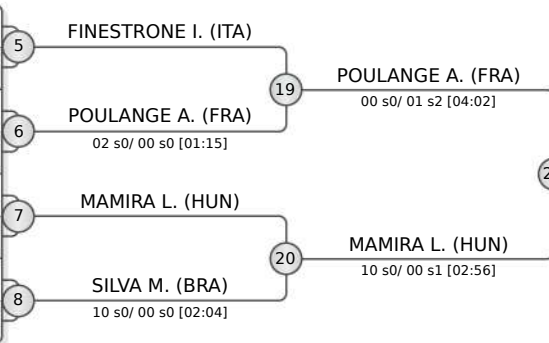 FINESTRONE I. (ITA)
5
19
POULANGE A. (FRA)
00 s0/ 01 s2 [04:02]
POULANGE A. (FRA)
6
02 s0/ 00 s0 [01:15]
MAMIRA L. (HUN)
7
20
MAMIRA L. (HUN)
10 s0/ 00 s1 [02:56]
SILVA M. (BRA)
8
10 s0/ 00 s0 [02:04]